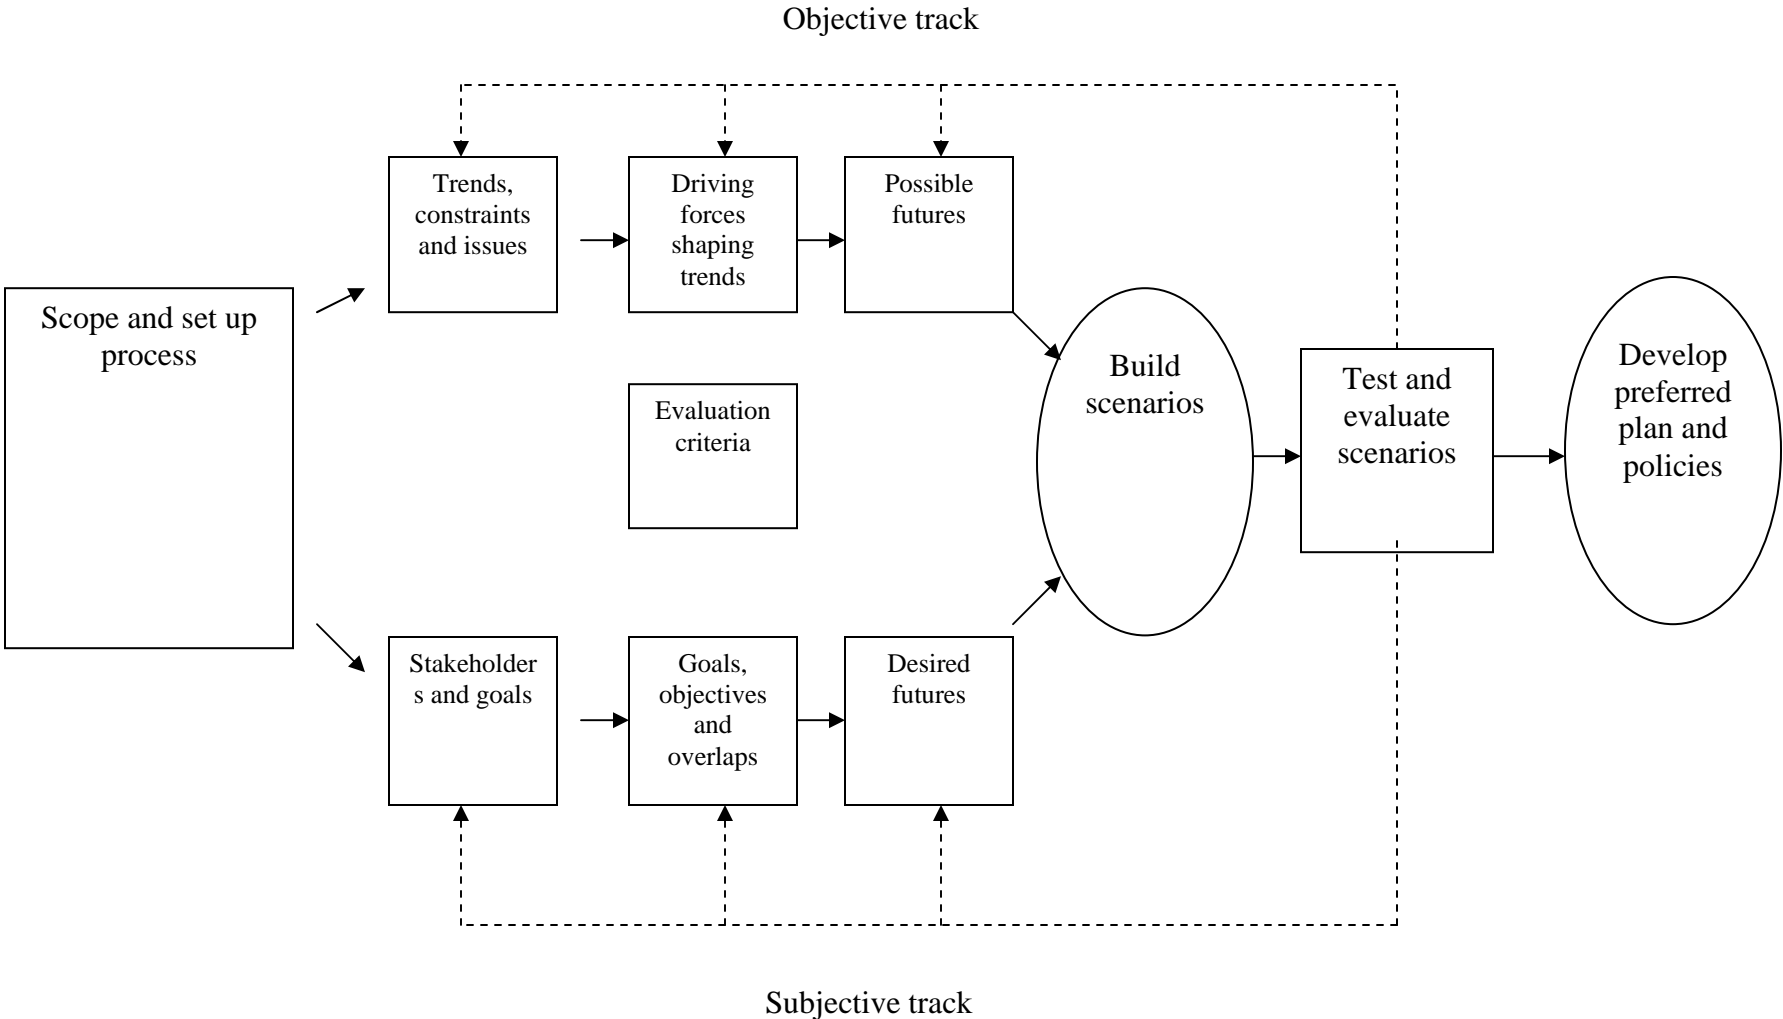 Objective track
Trends,
constraints
and issues
Driving
forces
shaping
trends
Possible
futures
Scope and set up
process
Evaluation
criteria
Build
scenarios
Test and
evaluate
scenarios
Develop
preferred
plan and
policies
Stakeholder
s and goals
Goals,
objectives
and
overlaps
Desired
futures
Subjective track